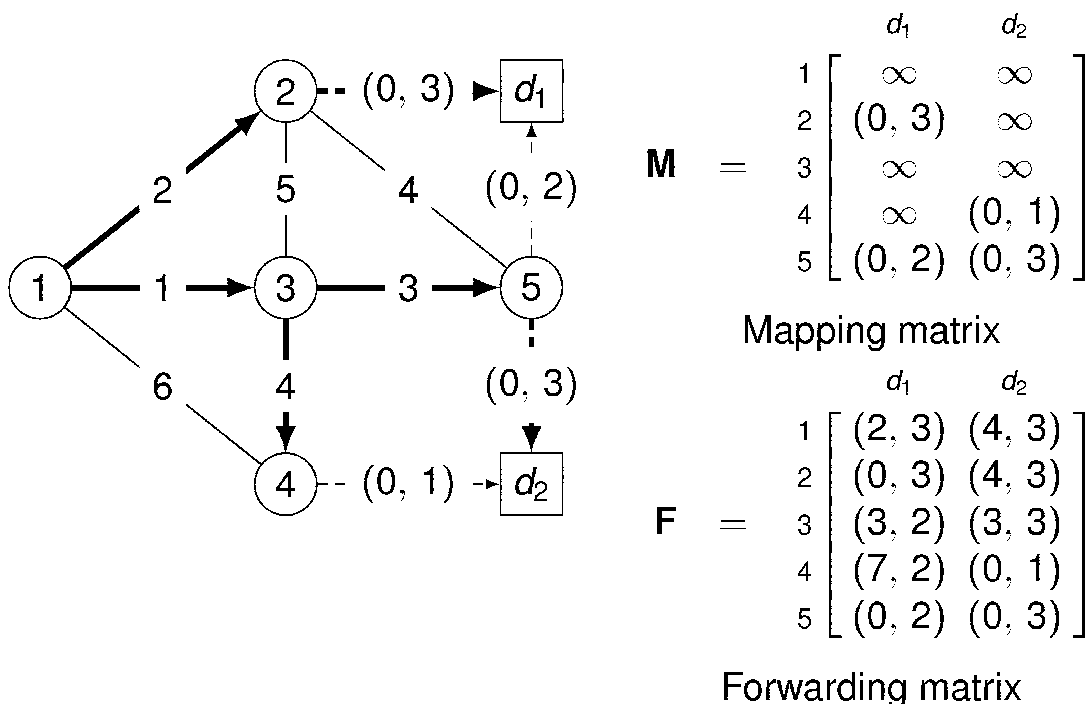 2 (0, 3) d₁
2 5 4 (0, 2)
1 1 3 3 5
6 4 (0, 3)
4 (0, 1) d₂
d₁ d₂
1 ∞ ∞
2 (0, 3) ∞
M = 3 ∞ ∞
4 ∞ (0, 1)
5 (0, 2) (0, 3)
Mapping matrix
d₁ d₂
1 (2, 3) (4, 3)
2 (0, 3) (4, 3)
F = 3 (3, 2) (3, 3)
4 (7, 2) (0, 1)
5 (0, 2) (0, 3)
Forwarding matrix